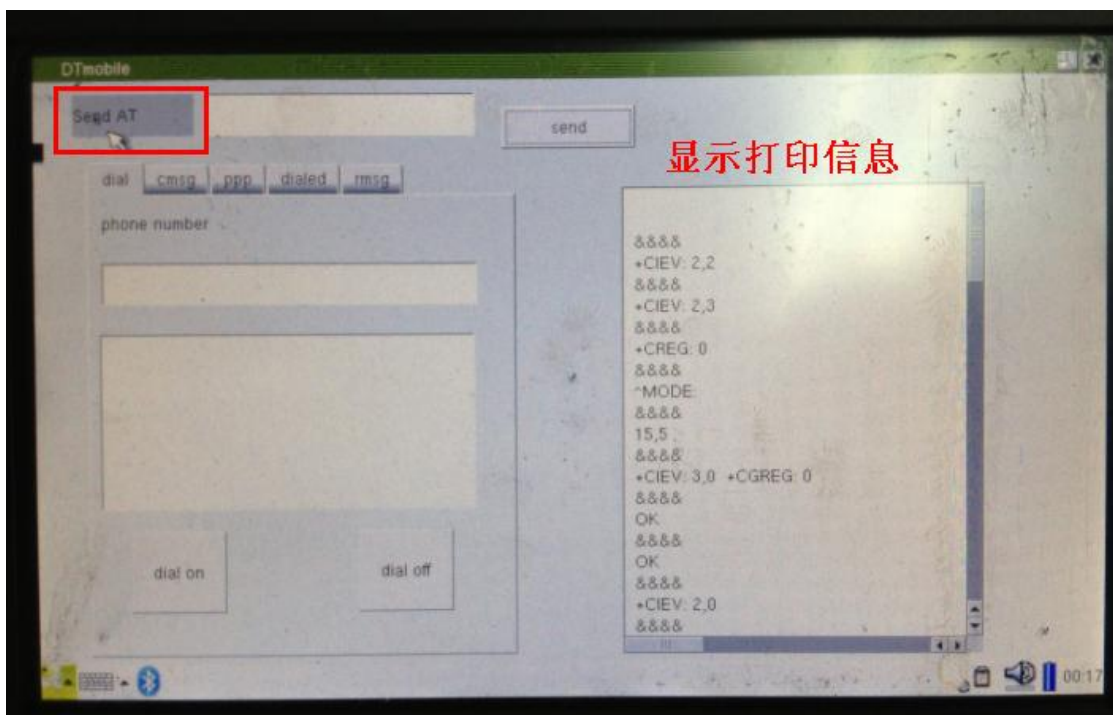 DTmobile
Send AT
send
显示打印信息
dial cmsg ppp dialed rmsg
phone number
&&&&
+CIEV: 2,2
&&&&
+CIEV: 2,3
&&&&
+CREG: 0
&&&&
^MODE:
&&&&
15,5
&&&&
+CIEV: 3,0 +CGREG: 0
&&&&
OK
&&&&
OK
&&&&
+CIEV: 2,0
&&&&
dial on
dial off
00:17